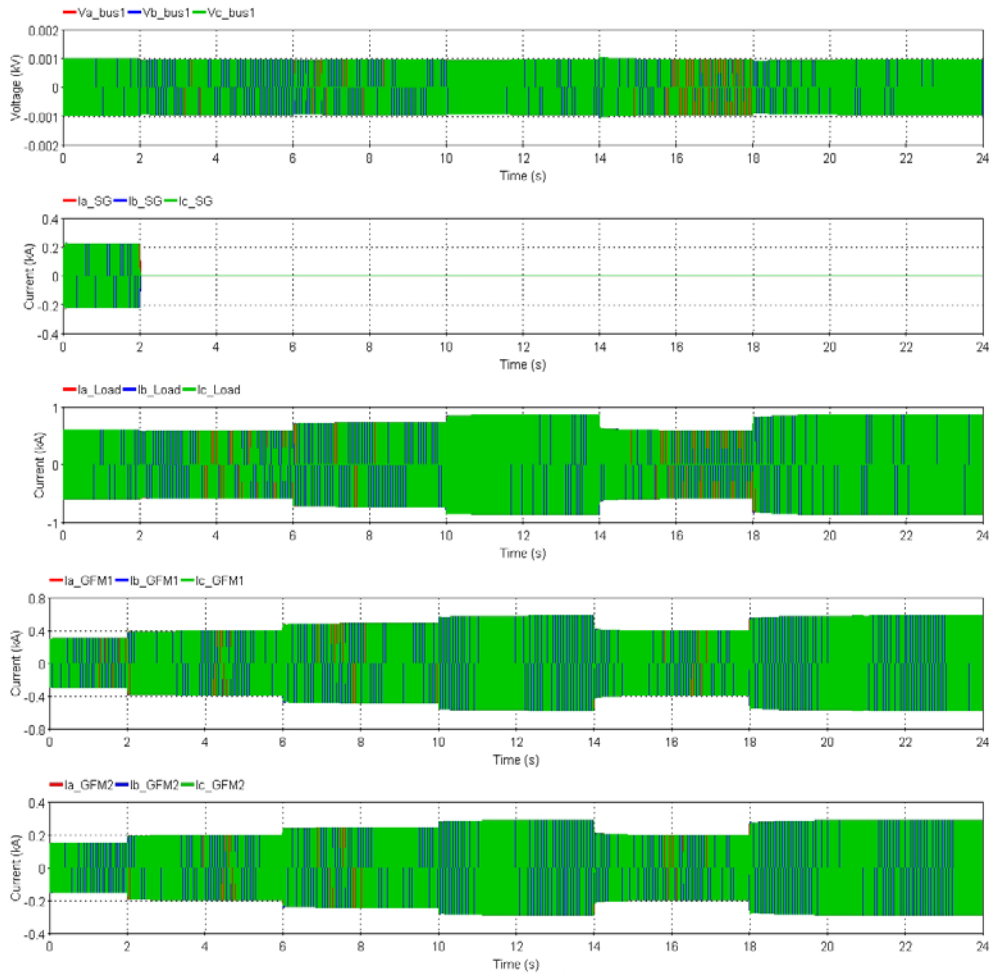 Va_bus1 Vb_bus1 Vc_bus1
0.002
0.001
0
-0.001
-0.002
Voltage (kV)
0 2 4 6 8 10 12 14 16 18 20 22 24
Time (s)
Ia_SG Ib_SG Ic_SG
0.4
0.2
0
-0.2
-0.4
Current (kA)
0 2 4 6 8 10 12 14 16 18 20 22 24
Time (s)
Ia_Load Ib_Load Ic_Load
1
0
-1
Current (kA)
0 2 4 6 8 10 12 14 16 18 20 22 24
Time (s)
Ia_GFM1 Ib_GFM1 Ic_GFM1
0.8
0.4
0
-0.4
-0.8
Current (kA)
0 2 4 6 8 10 12 14 16 18 20 22 24
Time (s)
Ia_GFM2 Ib_GFM2 Ic_GFM2
0.4
0.2
0
-0.2
-0.4
Current (kA)
0 2 4 6 8 10 12 14 16 18 20 22 24
Time (s)